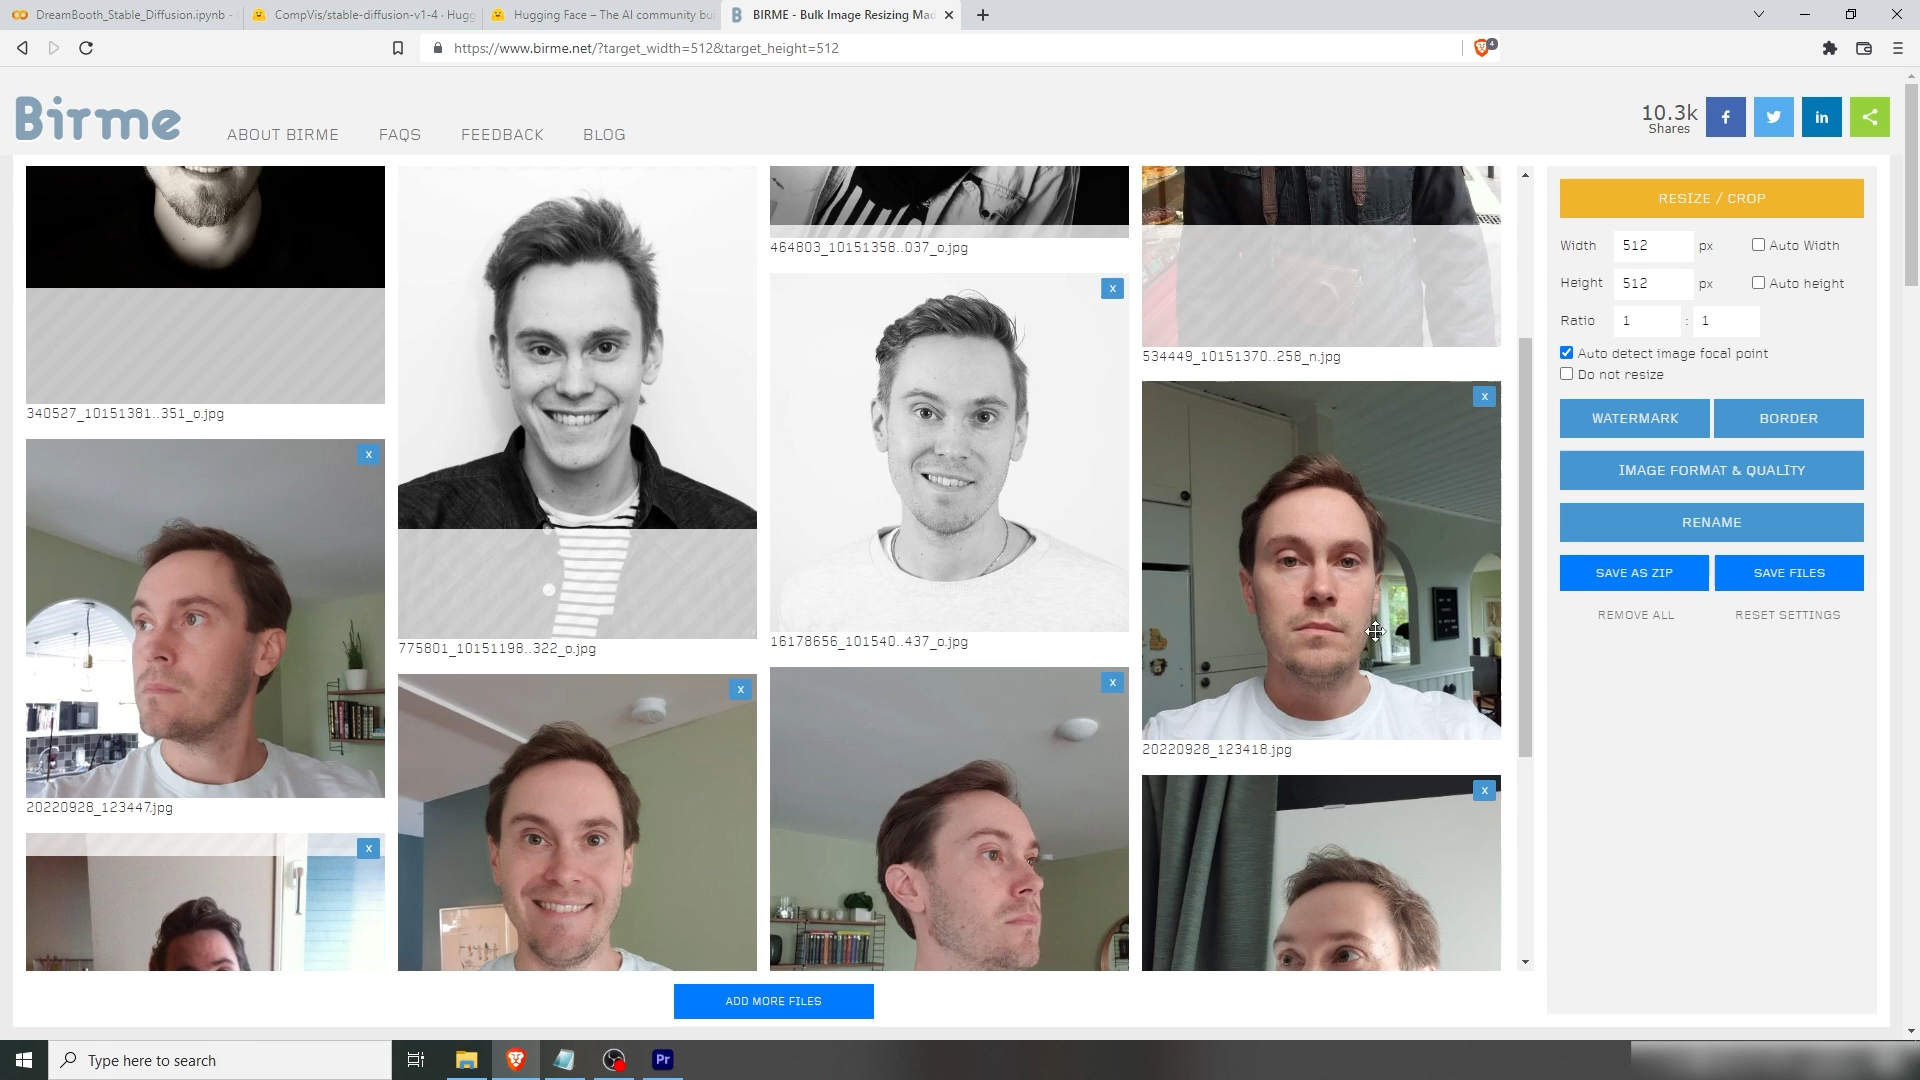 DreamBooth_Stable_Diffusion.ipynb -
CompVis/stable-diffusion-v1-4 · Hugg
Hugging Face – The AI community bui
BIRME - Bulk Image Resizing Mad
https://www.birme.net/?target_width=512&target_height=512
4
Birme
ABOUT BIRME
FAQS
FEEDBACK
BLOG
10.3k
Shares
f
in
340527_10151381..351_o.jpg
x
20220928_123447.jpg
x
775801_10151198..322_o.jpg
x
464803_10151358..037_o.jpg
x
16178656_101540..437_o.jpg
x
534449_10151370..258_n.jpg
x
20220928_123418.jpg
x
ADD MORE FILES
RESIZE / CROP
Width 512 px Auto Width
Height 512 px Auto height
Ratio 1 : 1
Auto detect image focal point
Do not resize
WATERMARK BORDER
IMAGE FORMAT & QUALITY
RENAME
SAVE AS ZIP SAVE FILES
REMOVE ALL RESET SETTINGS
Type here to search
Pr